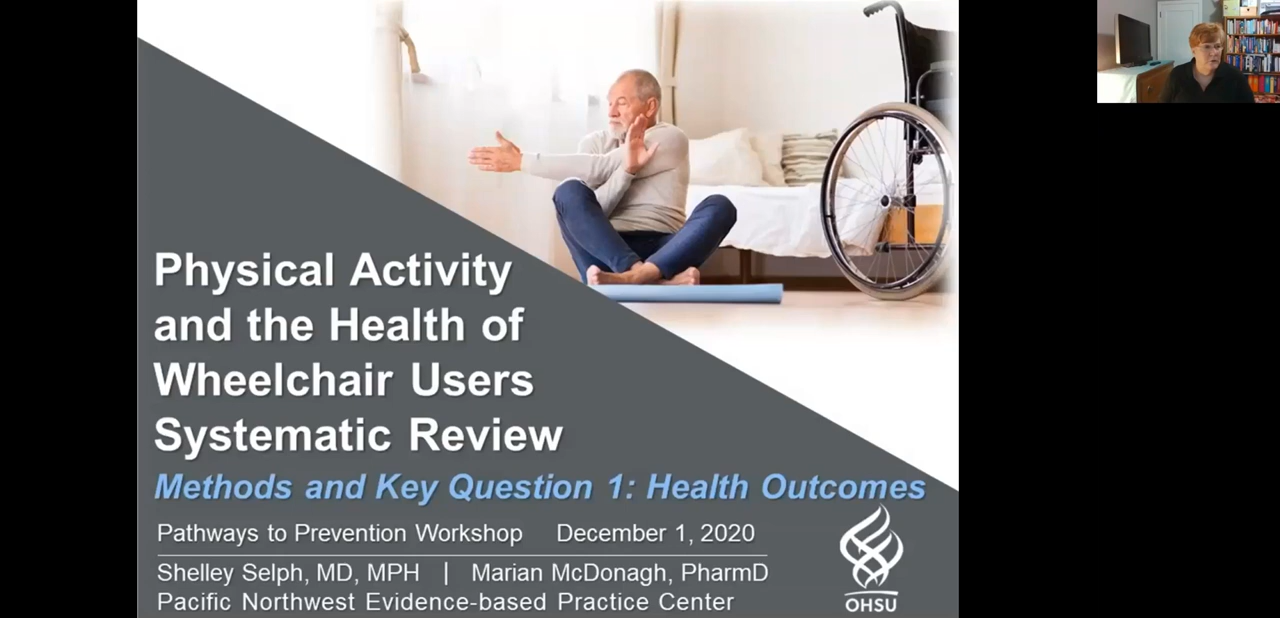 Physical Activity
and the Health of
Wheelchair Users
Systematic Review
Methods and Key Question 1: Health Outcomes
Pathways to Prevention Workshop December 1, 2020
Shelley Selph, MD, MPH | Marian McDonagh, PharmD
Pacific Northwest Evidence-based Practice Center
OHSU